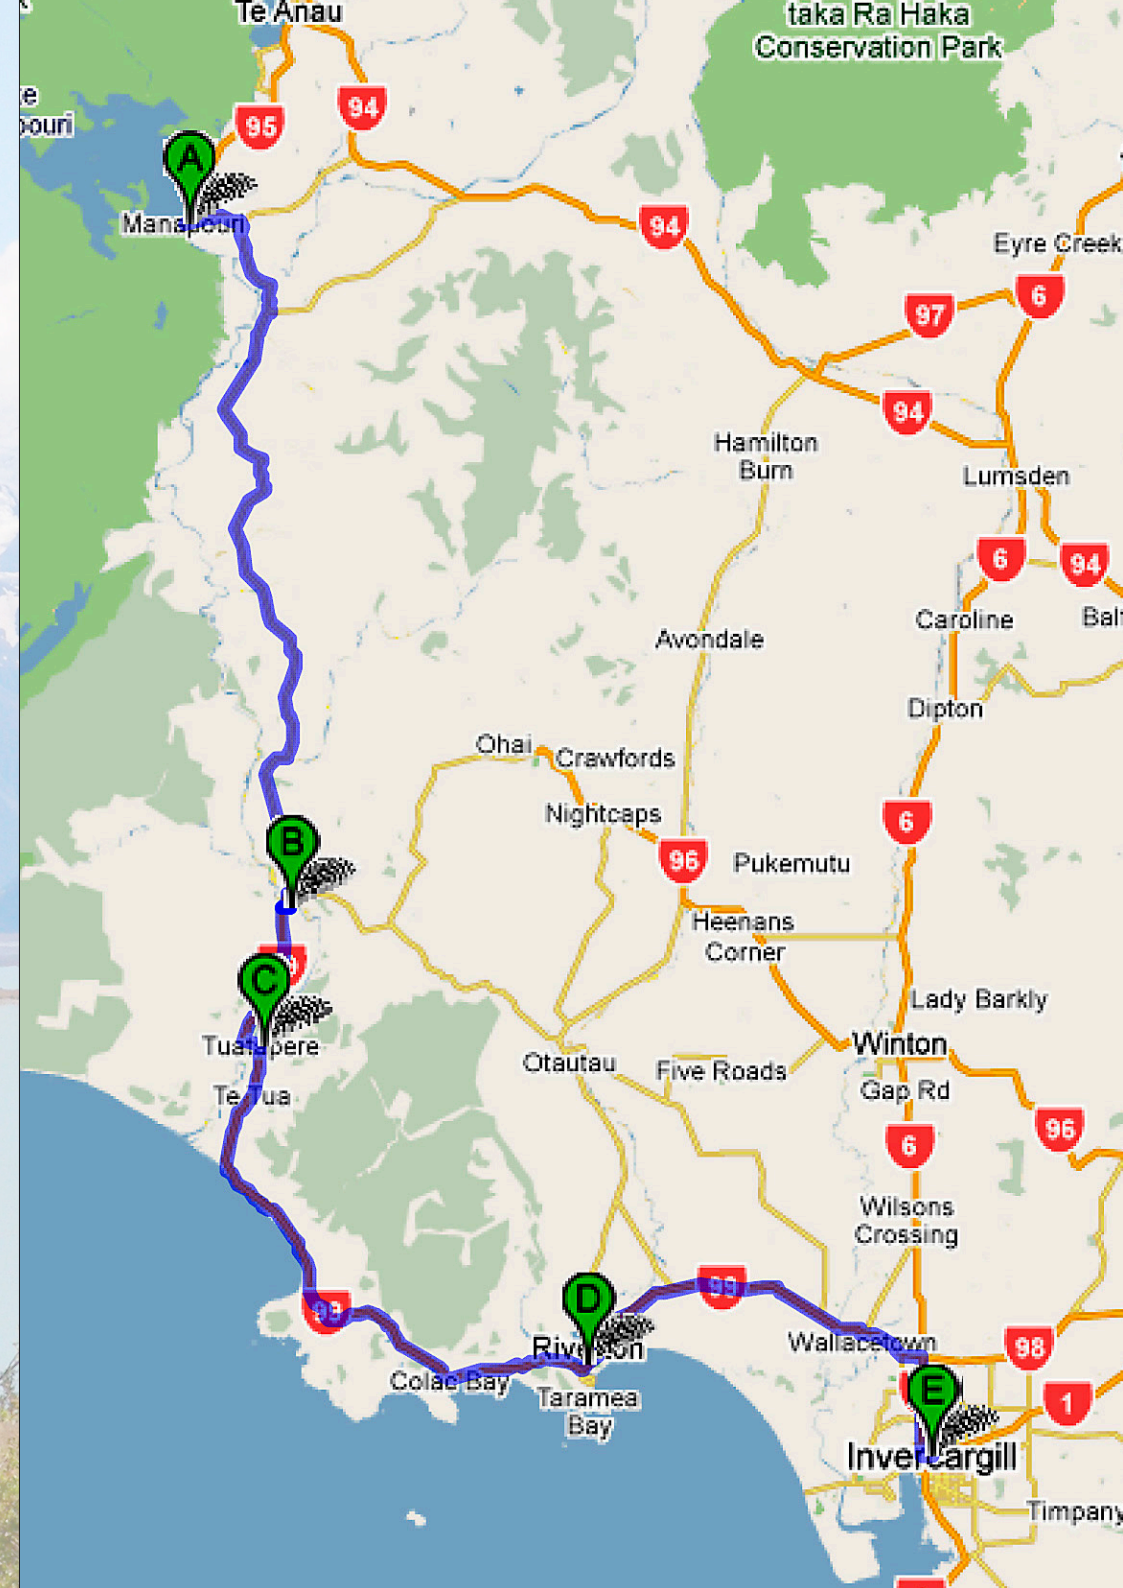 Te Anau
taka Ra Haka
Conservation Park
94
95
A
Manapouri
94
Eyre Creek
6
97
94
Hamilton
Burn
Lumsden
6
94
Caroline
Avondale
Dipton
Ohai
Crawfords
Nightcaps
6
B
96
Pukemutu
Heenans
Corner
C
Lady Barkly
Tuatapere
Winton
Otautau
Five Roads
Te Tua
Gap Rd
96
6
Wilsons
Crossing
99
D
99
Riverton
Wallacetown
98
Colac Bay
Taramea
Bay
E
1
Invercargill
Timpany